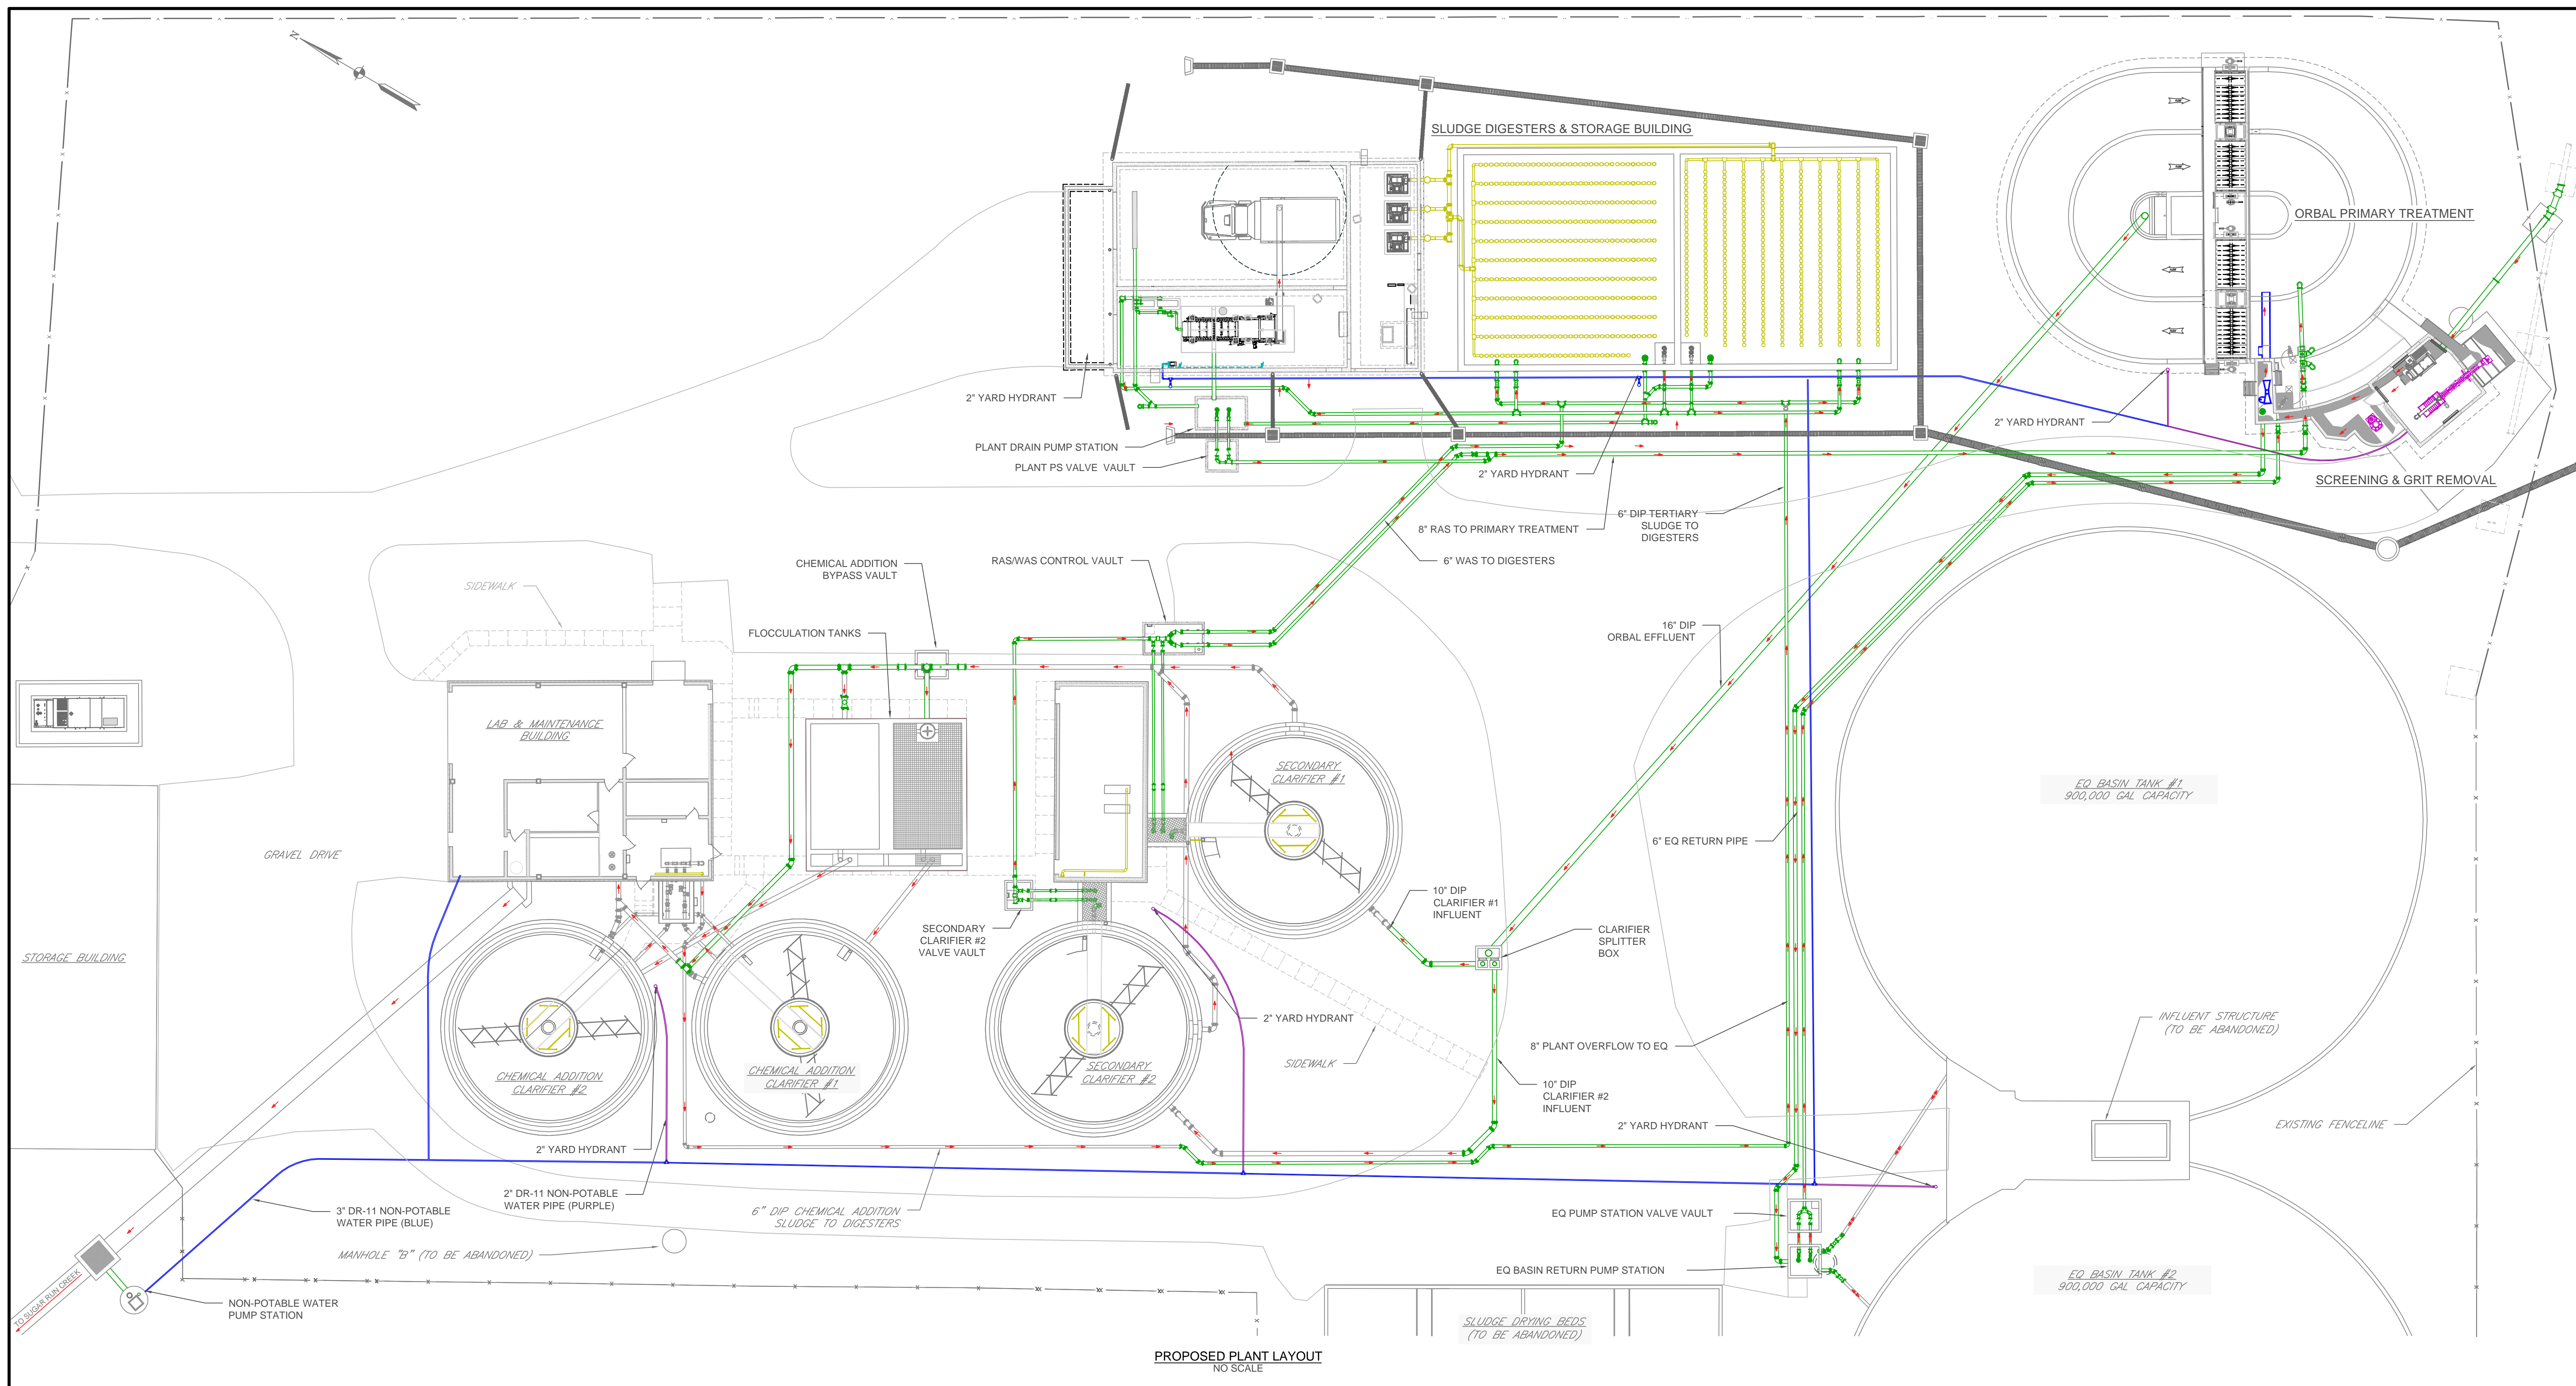 N
SLUDGE DIGESTERS & STORAGE BUILDING
ORBAL PRIMARY TREATMENT
2" YARD HYDRANT
PLANT DRAIN PUMP STATION
PLANT PS VALVE VAULT
2" YARD HYDRANT
2" YARD HYDRANT
SCREENING & GRIT REMOVAL
8" RAS TO PRIMARY TREATMENT
6" DIP TERTIARY
SLUDGE TO
DIGESTERS
CHEMICAL ADDITION
BYPASS VAULT
RAS/WAS CONTROL VAULT
6" WAS TO DIGESTERS
SIDEWALK
FLOCCULATION TANKS
16" DIP
ORBAL EFFLUENT
LAB & MAINTENANCE
BUILDING
SECONDARY
CLARIFIER #1
EQ BASIN TANK #1
900,000 GAL CAPACITY
GRAVEL DRIVE
6" EQ RETURN PIPE
10" DIP
CLARIFIER #1
INFLUENT
SECONDARY
CLARIFIER #2
VALVE VAULT
CLARIFIER
SPLITTER
BOX
STORAGE BUILDING
2" YARD HYDRANT
INFLUENT STRUCTURE
(TO BE ABANDONED)
8" PLANT OVERFLOW TO EQ
SIDEWALK
CHEMICAL ADDITION
CLARIFIER #2
CHEMICAL ADDITION
CLARIFIER #1
SECONDARY
CLARIFIER #2
10" DIP
CLARIFIER #2
INFLUENT
2" YARD HYDRANT
EXISTING FENCELINE
2" YARD HYDRANT
2" DR-11 NON-POTABLE
WATER PIPE (PURPLE)
3" DR-11 NON-POTABLE
WATER PIPE (BLUE)
6" DIP CHEMICAL ADDITION
SLUDGE TO DIGESTERS
EQ PUMP STATION VALVE VAULT
MANHOLE "B" (TO BE ABANDONED)
EQ BASIN RETURN PUMP STATION
EQ BASIN TANK #2
900,000 GAL CAPACITY
TO SUGAR RUN CREEK
NON-POTABLE WATER
PUMP STATION
SLUDGE DRYING BEDS
(TO BE ABANDONED)
PROPOSED PLANT LAYOUT
NO SCALE